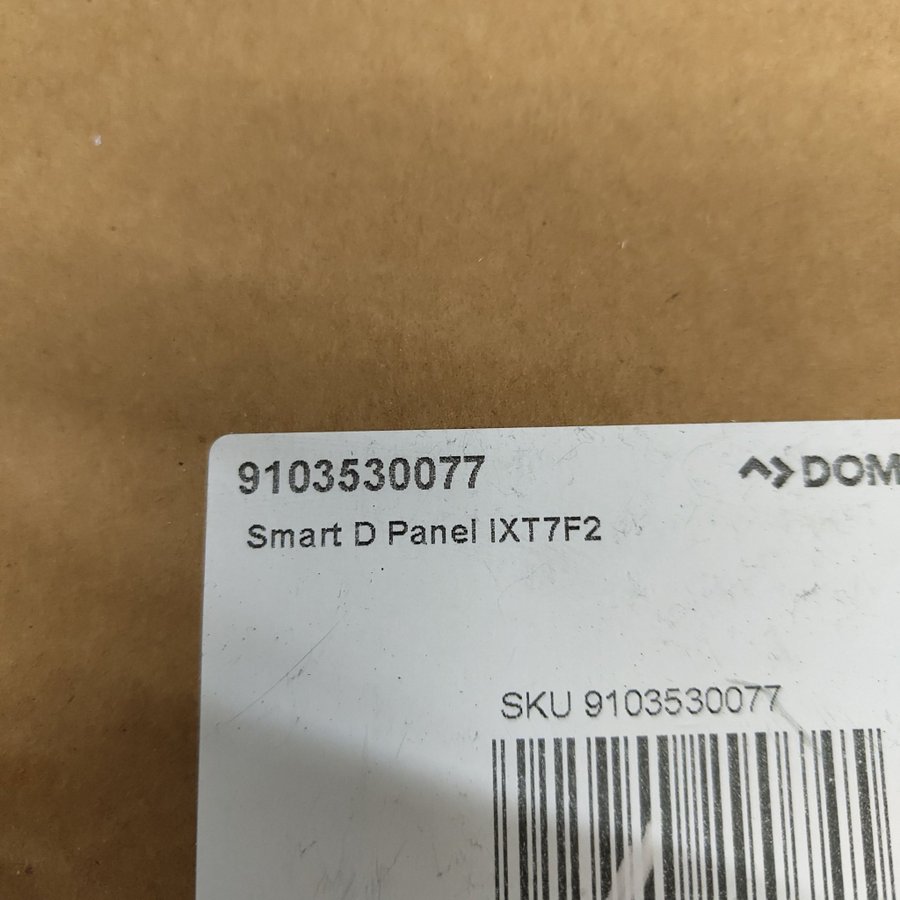 9103530077
DOM
Smart D Panel IXT7F2
SKU 9103530077